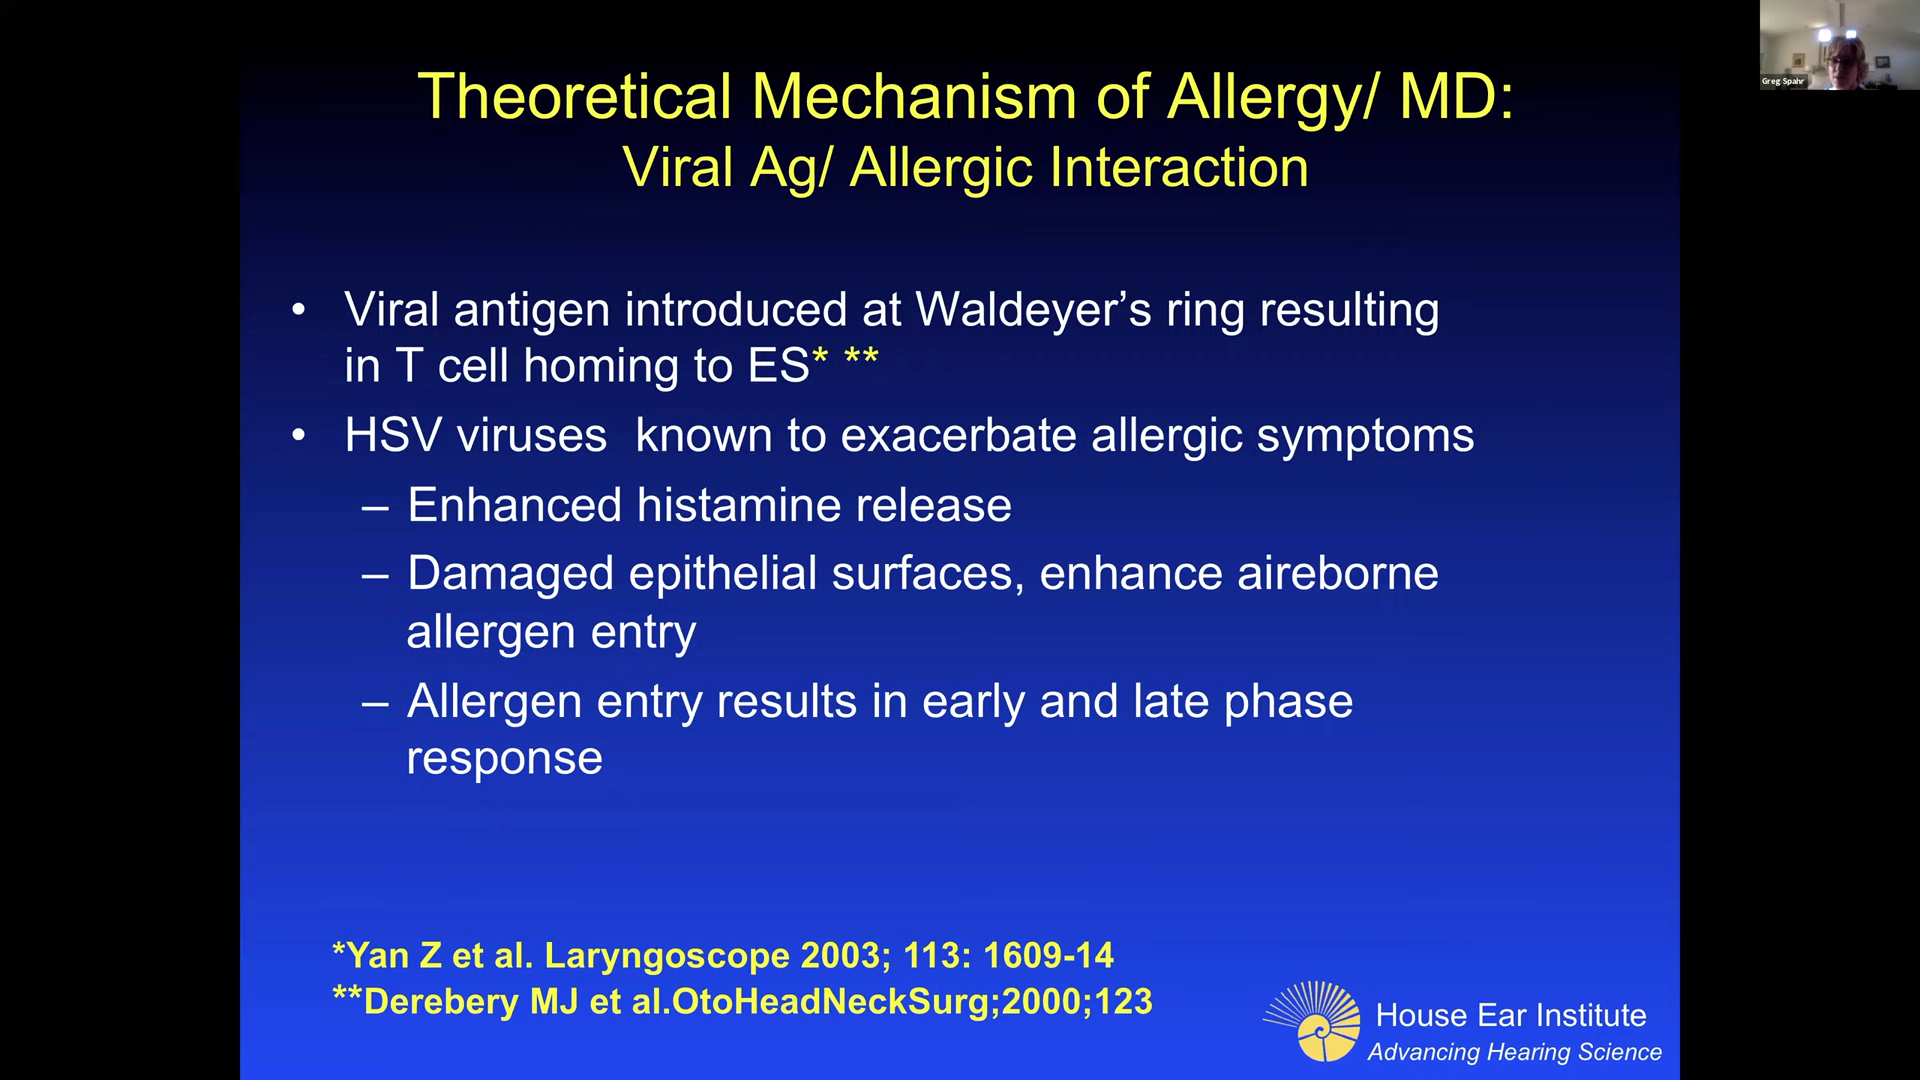 Theoretical Mechanism of Allergy/ MD:
Viral Ag/ Allergic Interaction
• Viral antigen introduced at Waldeyer’s ring resulting
in T cell homing to ES* **
• HSV viruses  known to exacerbate allergic symptoms
– Enhanced histamine release
– Damaged epithelial surfaces, enhance aireborne
allergen entry
– Allergen entry results in early and late phase
response
*Yan Z et al. Laryngoscope 2003; 113: 1609-14
**Derebery MJ et al.OtoHeadNeckSurg;2000;123
House Ear Institute
Advancing Hearing Science
Greg Spahr